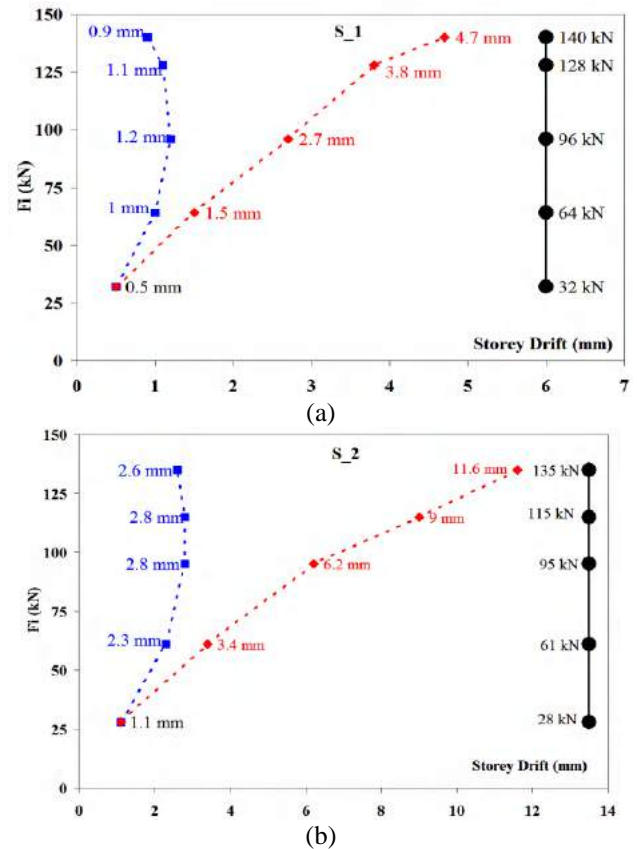 150
S_1
0.9 mm
4.7 mm
140 kN
125
1.1 mm
3.8 mm
128 kN
100
1.2 mm
2.7 mm
96 kN
Fi (kN)
75
1 mm
1.5 mm
64 kN
50
0.5 mm
32 kN
25
Storey Drift (mm)
0
0 1 2 3 4 5 6 7
(a)
150
S_2
2.6 mm
11.6 mm
135 kN
125
2.8 mm
9 mm
115 kN
100
2.8 mm
6.2 mm
95 kN
Fi (kN)
75
2.3 mm
3.4 mm
61 kN
50
1.1 mm
28 kN
25
Storey Drift (mm)
0
0 2 4 6 8 10 12 14
(b)